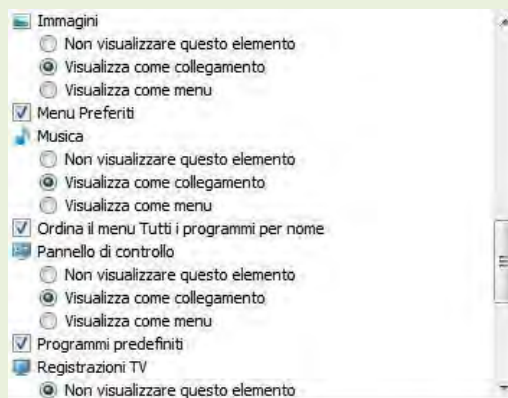 Immagini
Non visualizzare questo elemento
Visualizza come collegamento
Visualizza come menu
Menu Preferiti
Musica
Non visualizzare questo elemento
Visualizza come collegamento
Visualizza come menu
Ordina il menu Tutti i programmi per nome
Pannello di controllo
Non visualizzare questo elemento
Visualizza come collegamento
Visualizza come menu
Programmi predefiniti
Registrazioni TV
Non visualizzare questo elemento